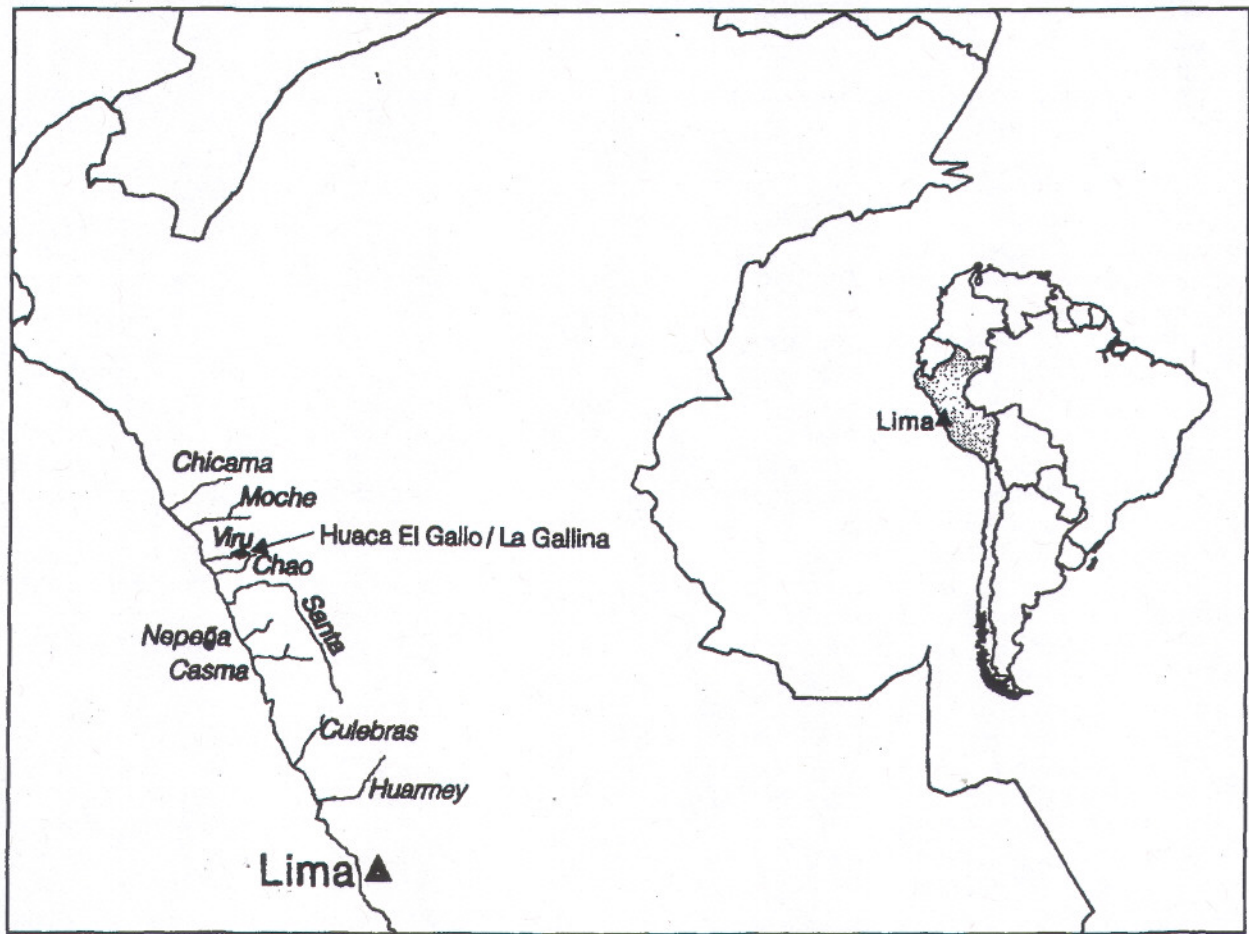 Chicama
Moche
Viru
Huaca El Gallo / La Gallina
Chao
Santa
Nepeña
Casma
Culebras
Huarmey
Lima
Lima